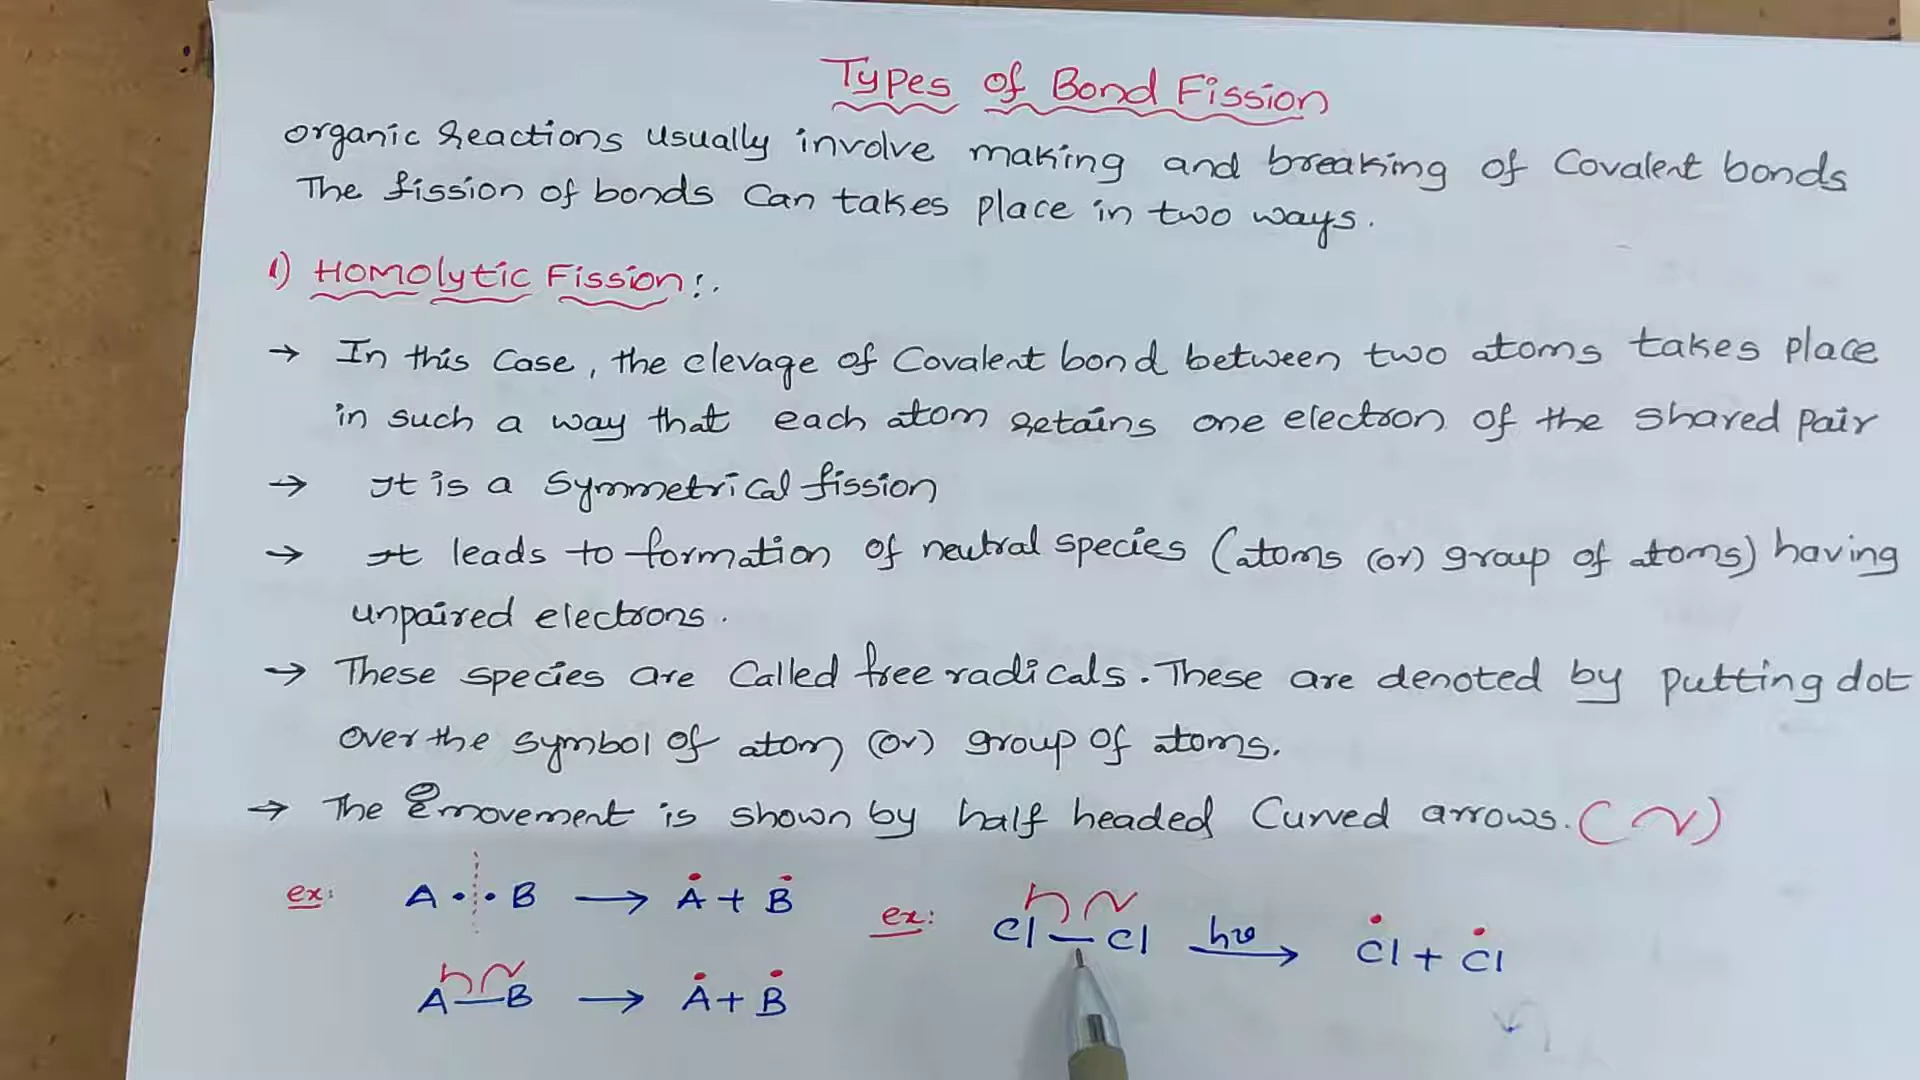 Types of Bond Fission
organic reactions usually involve making and breaking of Covalent bonds
The fission of bonds Can takes place in two ways.
1) Homolytic Fission:.
→ In this Case, the clevage of Covalent bond between two atoms takes place
in such a way that each atom retains one electron of the shared pair
→ It is a symmetrical fission
→ It leads to formation of neutral species (atoms (or) group of atoms) having
unpaired electrons.
→ These species are Called free radicals. These are denoted by putting dot
over the symbol of atom (or) group of atoms.
→ The e⊖ movement is shown by half headed Curved arrows. ( )
ex: A · · B → Ȧ + Ḃ
ex: Cl — Cl hν → Ċl + Ċl
A — B → Ȧ + Ḃ